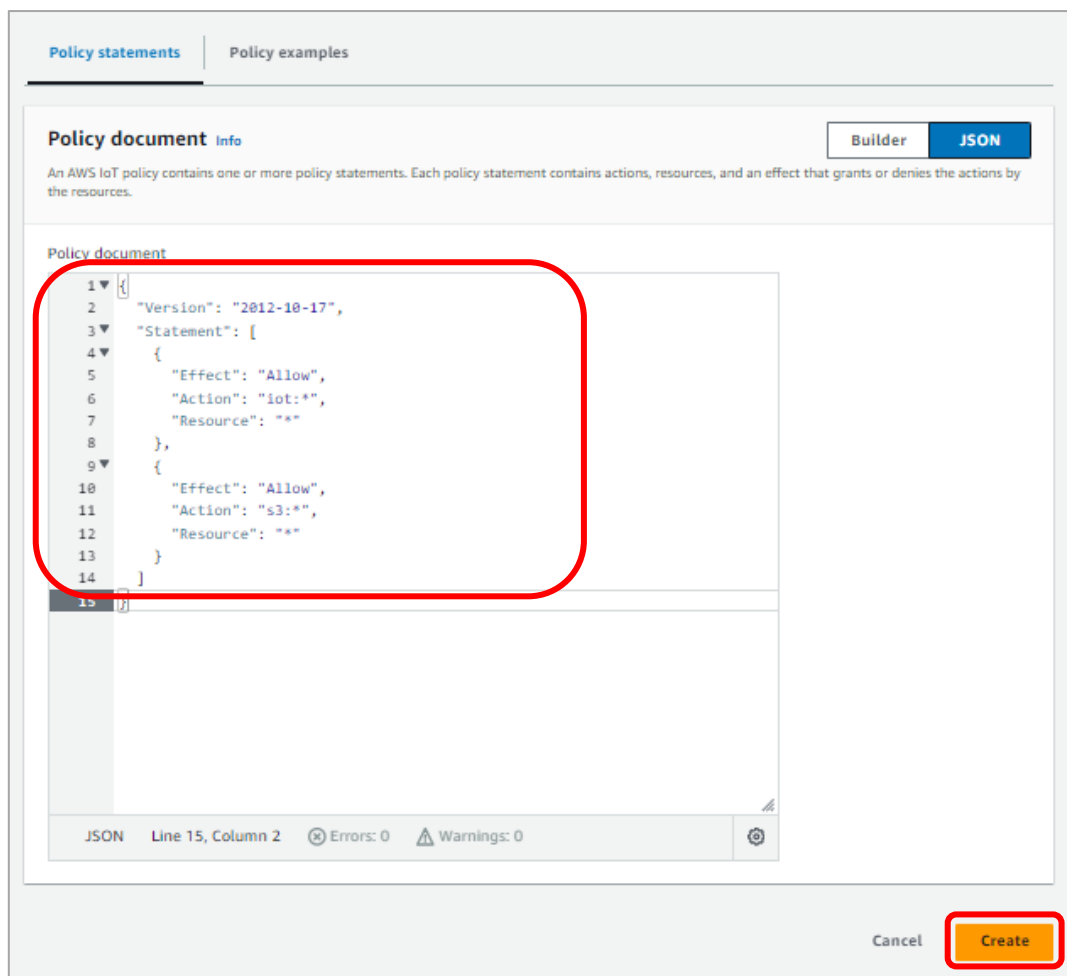 Policy statements Policy examples
Policy document Info
Builder JSON
An AWS IoT policy contains one or more policy statements. Each policy statement contains actions, resources, and an effect that grants or denies the actions by
the resources.
Policy document
1 {
2 "Version": "2012-10-17",
3 "Statement": [
4 {
5 "Effect": "Allow",
6 "Action": "iot:*",
7 "Resource": "*"
8 },
9 {
10 "Effect": "Allow",
11 "Action": "s3:*",
12 "Resource": "*"
13 }
14 ]
15 }
JSON Line 15, Column 2 Errors: 0 Warnings: 0
Cancel Create